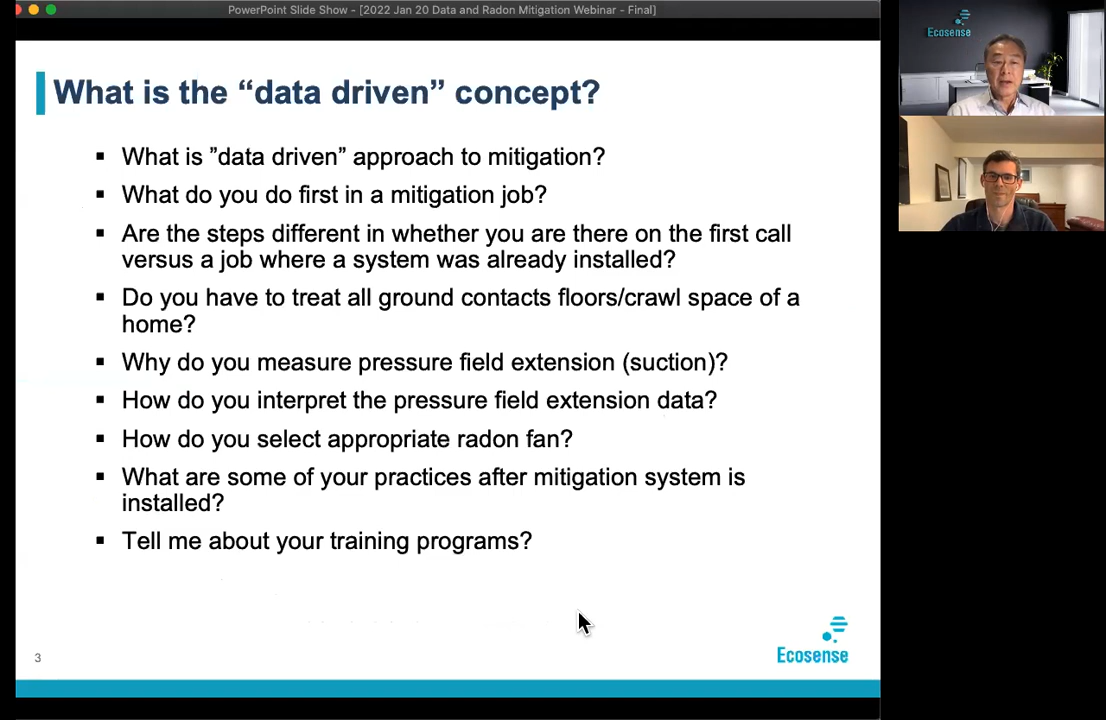 PowerPoint Slide Show - [2022 Jan 20 Data and Radon Mitigation Webinar - Final]
What is the “data driven” concept?
▪ What is ”data driven” approach to mitigation?
▪ What do you do first in a mitigation job?
▪ Are the steps different in whether you are there on the first call
versus a job where a system was already installed?
▪ Do you have to treat all ground contacts floors/crawl space of a
home?
▪ Why do you measure pressure field extension (suction)?
▪ How do you interpret the pressure field extension data?
▪ How do you select appropriate radon fan?
▪ What are some of your practices after mitigation system is
installed?
▪ Tell me about your training programs?
3
Ecosense
Ecosense